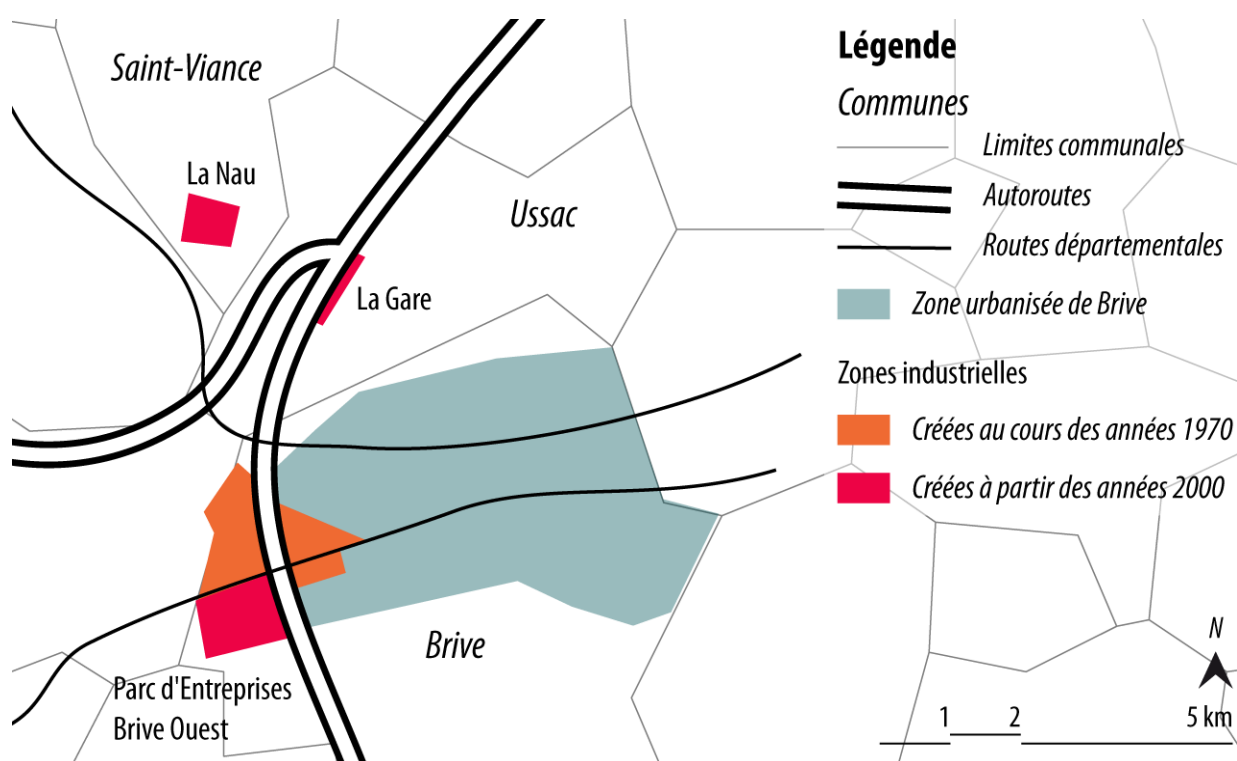 Saint-Viance
La Nau
Ussac
La Gare
Brive
Parc d'Entreprises
Brive Ouest
Légende
Communes
Limites communales
Autoroutes
Routes départementales
Zone urbanisée de Brive
Zones industrielles
Créées au cours des années 1970
Créées à partir des années 2000
N
1 2 5 km